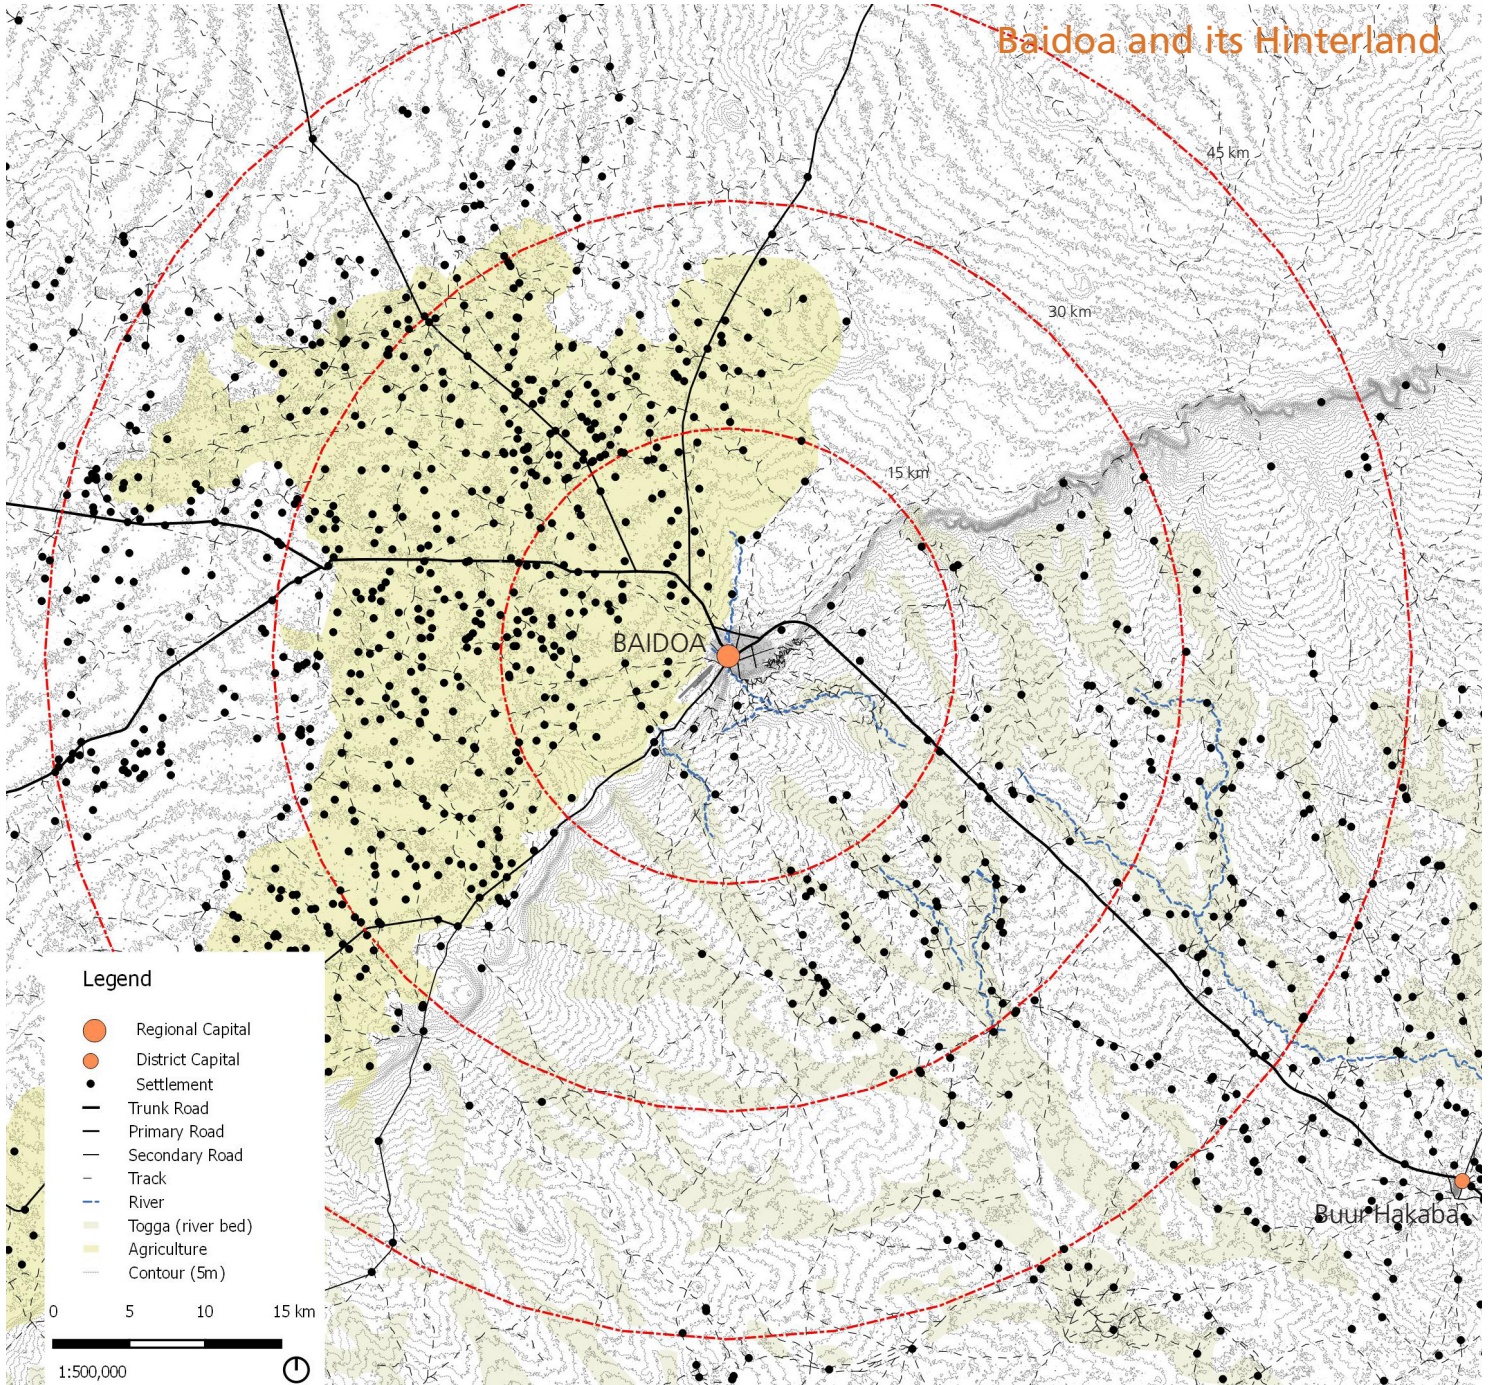 Baidoa and its Hinterland
45 km
30 km
15 km
BAIDOA
Buur Hakaba
Legend
Regional Capital
District Capital
Settlement
Trunk Road
Primary Road
Secondary Road
Track
River
Togga (river bed)
Agriculture
Contour (5m)
0 5 10 15 km
1:500,000